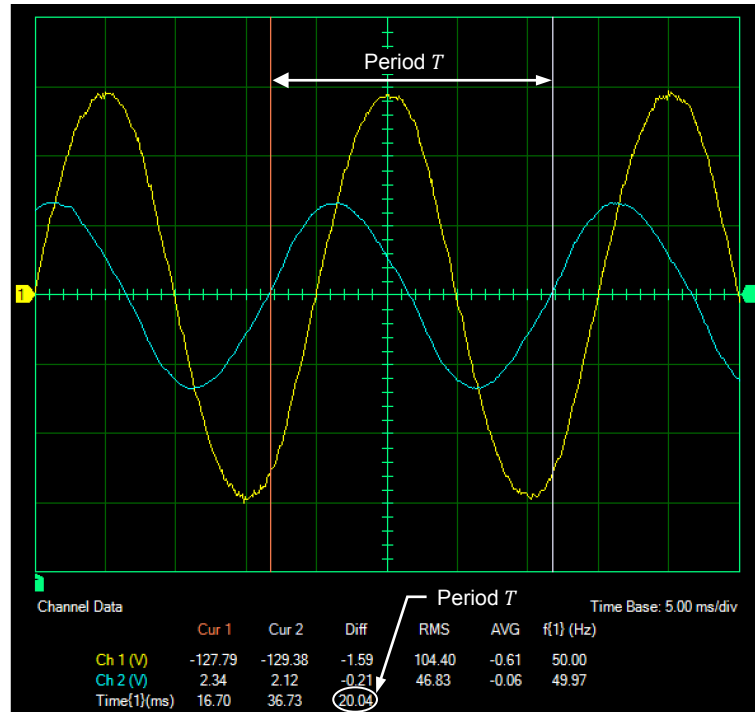 Period T
1
Period T
Channel Data
Time Base: 5.00 ms/div
Cur 1 Cur 2 Diff RMS AVG f{1} (Hz)
Ch 1 (V) -127.79 -129.38 -1.59 104.40 -0.61 50.00
Ch 2 (V) 2.34 2.12 -0.21 46.83 -0.06 49.97
Time{1}(ms) 16.70 36.73 20.04